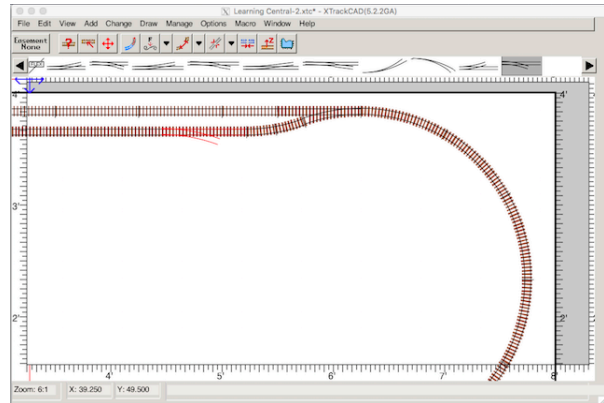 Learning Central-2.xtc* - XTrackCAD(5.2.2GA)
File Edit View Add Change Draw Manage Options Macro Window Help
Easement
None
4' 4'
3'
2' 2'
4' 5' 6' 7' 8'
Zoom: 6:1 X: 39.250 Y: 49.500